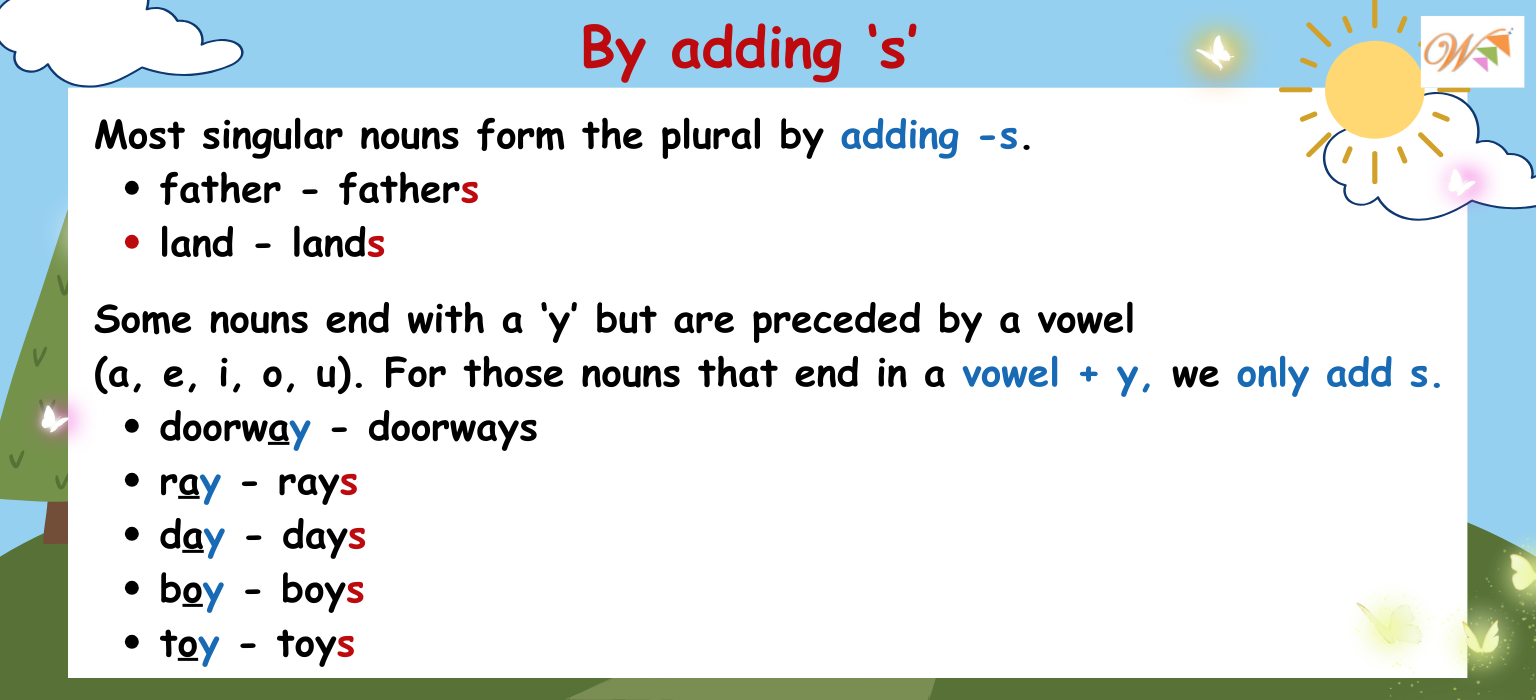 By adding ‘s’
Most singular nouns form the plural by adding -s.
• father - fathers
• land - lands
Some nouns end with a ‘y’ but are preceded by a vowel
(a, e, i, o, u). For those nouns that end in a vowel + y, we only add s.
• doorway - doorways
• ray - rays
• day - days
• boy - boys
• toy - toys
W